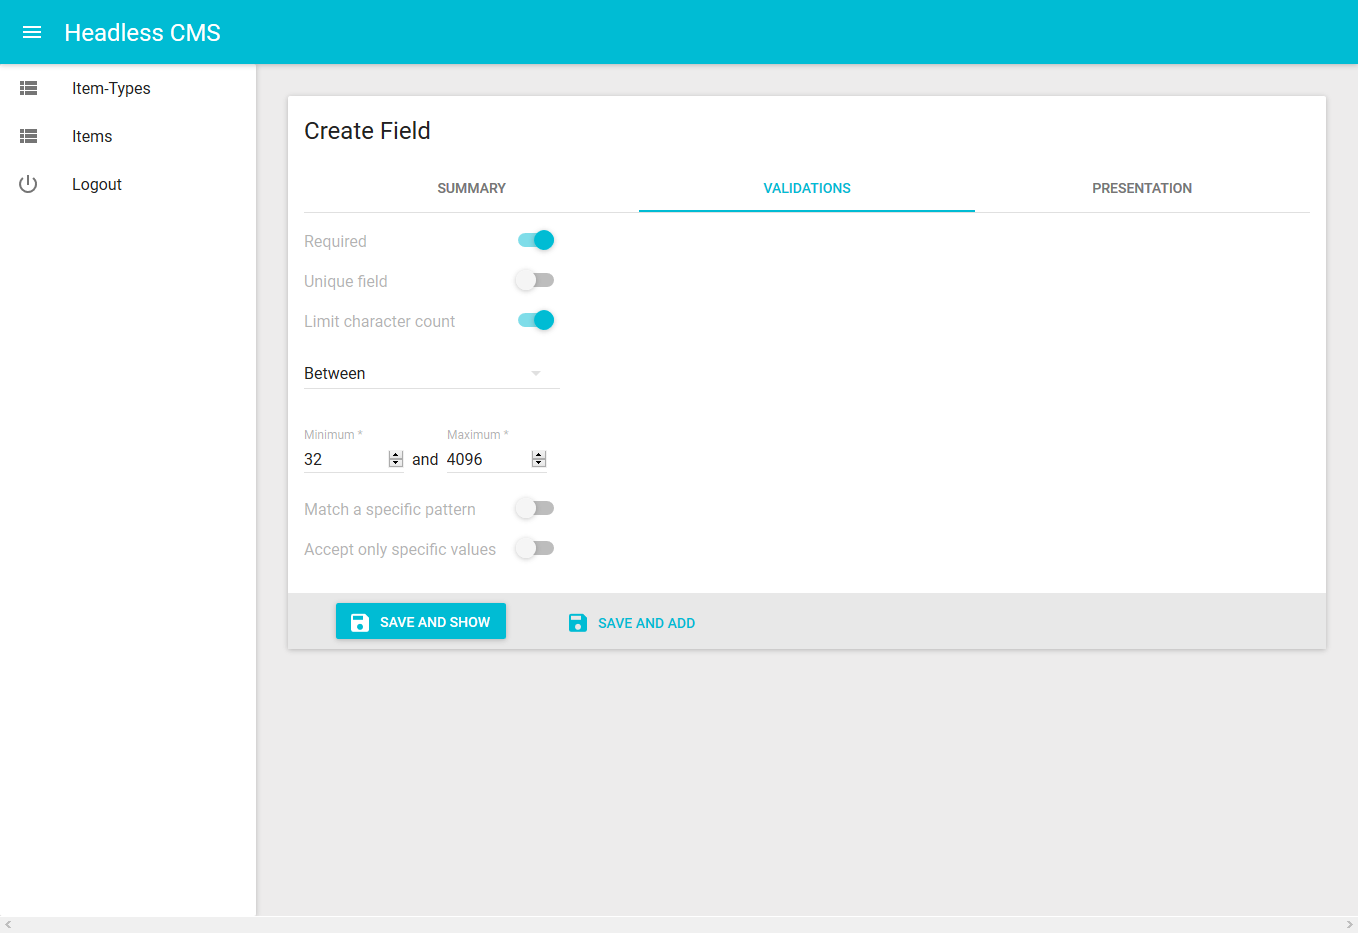 Headless CMS
Item-Types
Items
Logout
Create Field
SUMMARY VALIDATIONS PRESENTATION
Required
Unique field
Limit character count
Between
Minimum * Maximum *
32 and 4096
Match a specific pattern
Accept only specific values
SAVE AND SHOW SAVE AND ADD